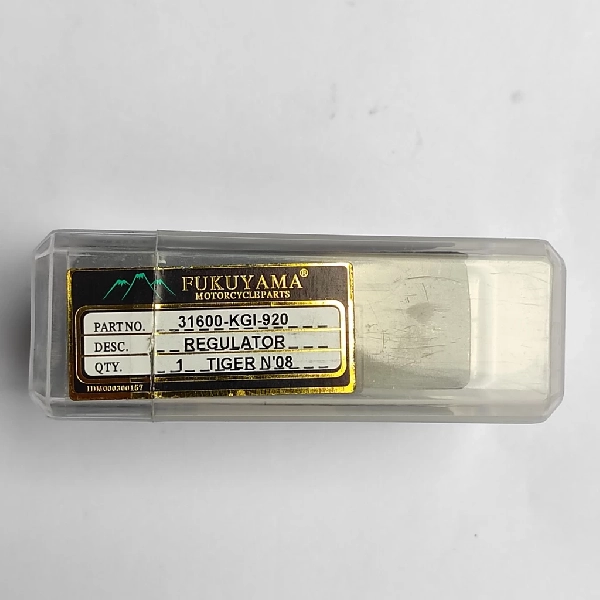 FUKUYAMA®
MOTORCYCLEPARTS
PART NO. 31600-KGI-920
DESC. REGULATOR
QTY. 1 TIGER N'08